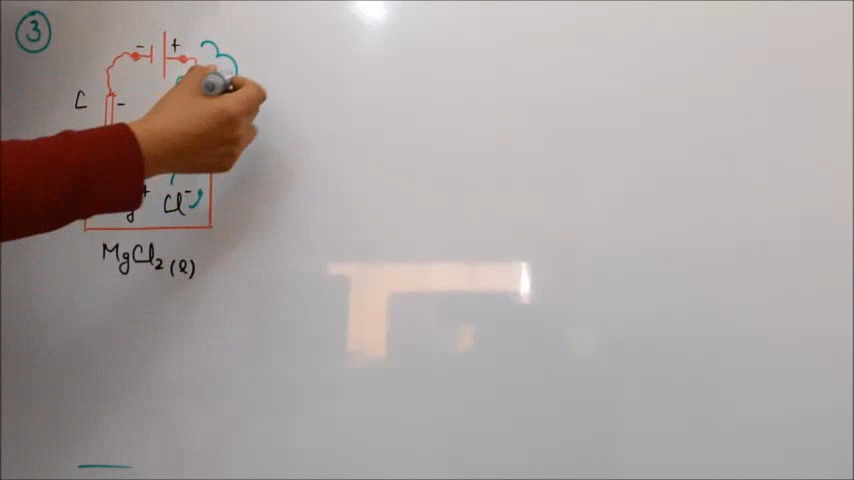 3
- +
C -
Cl⁻
MgCl₂ (l)